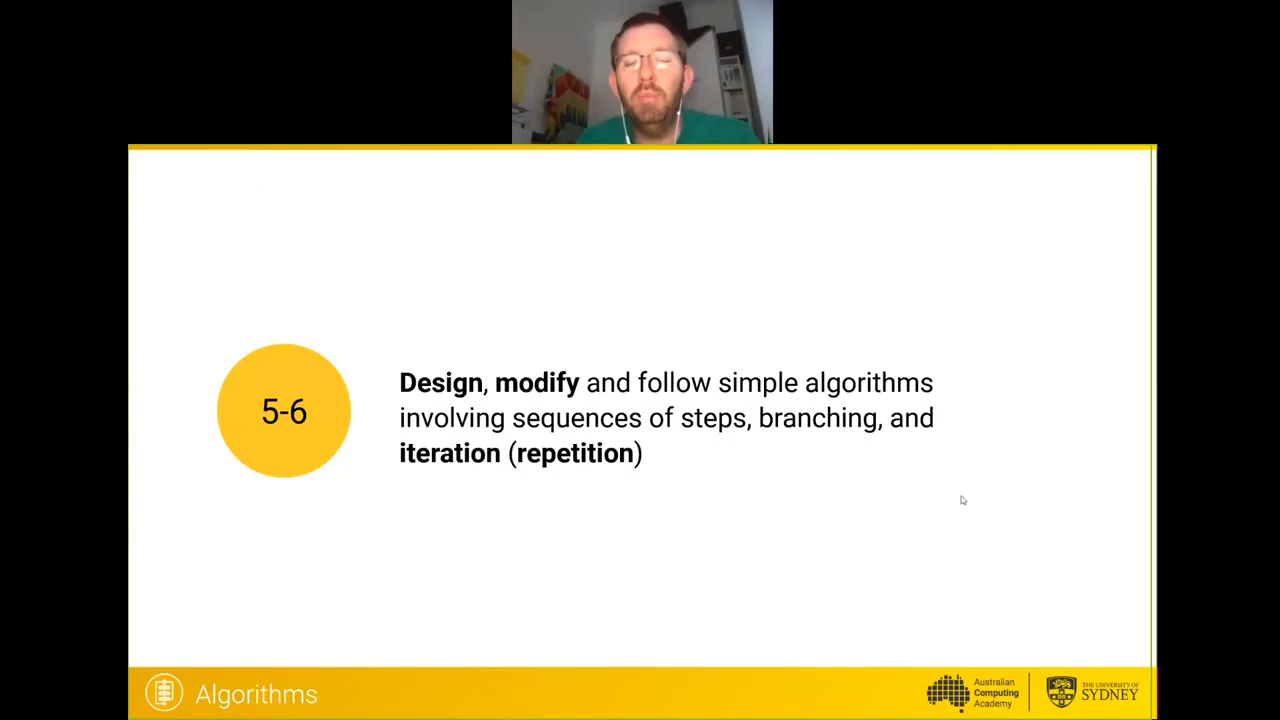 5-6
Design, modify and follow simple algorithms
involving sequences of steps, branching, and
iteration (repetition)
Algorithms
Australian
Computing
Academy
THE UNIVERSITY OF
SYDNEY